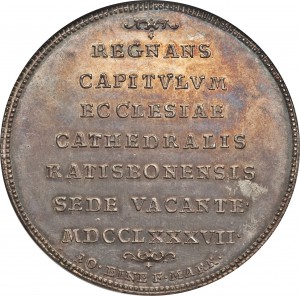 REGNANS
CAPITVLVM
ECCLESIAE
CATHEDRALIS
RATISBONENSIS
SEDE VACANTE
MDCCLXXXVII